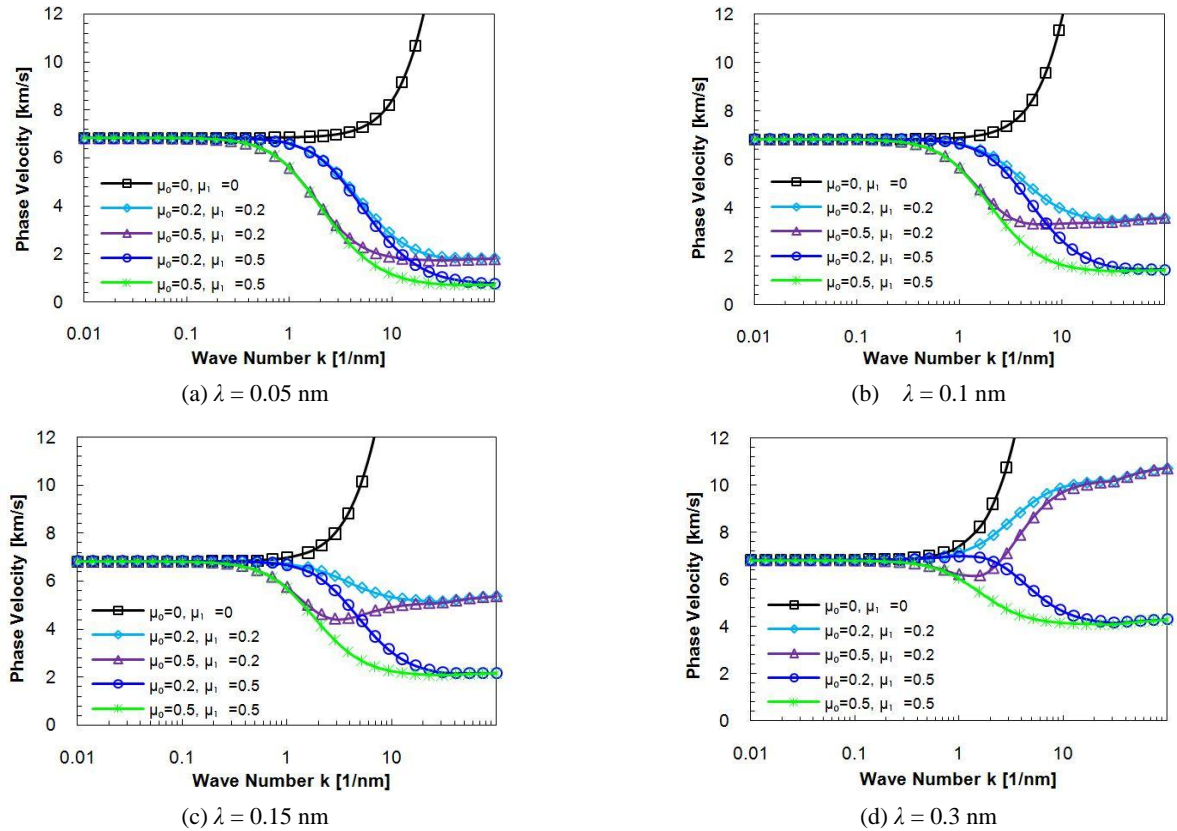 12
10
8
6
4
2
0
Phase Velocity [km/s]
μ₀=0, μ₁ =0
μ₀=0.2, μ₁ =0.2
μ₀=0.5, μ₁ =0.2
μ₀=0.2, μ₁ =0.5
μ₀=0.5, μ₁ =0.5
0.01 0.1 1 10
Wave Number k [1/nm]
(a) λ = 0.05 nm
12
10
8
6
4
2
0
Phase Velocity [km/s]
μ₀=0, μ₁ =0
μ₀=0.2, μ₁ =0.2
μ₀=0.5, μ₁ =0.2
μ₀=0.2, μ₁ =0.5
μ₀=0.5, μ₁ =0.5
0.01 0.1 1 10
Wave Number k [1/nm]
(b) λ = 0.1 nm
12
10
8
6
4
2
0
Phase Velocity [km/s]
μ₀=0, μ₁ =0
μ₀=0.2, μ₁ =0.2
μ₀=0.5, μ₁ =0.2
μ₀=0.2, μ₁ =0.5
μ₀=0.5, μ₁ =0.5
0.01 0.1 1 10
Wave Number k [1/nm]
(c) λ = 0.15 nm
12
10
8
6
4
2
0
Phase Velocity [km/s]
μ₀=0, μ₁ =0
μ₀=0.2, μ₁ =0.2
μ₀=0.5, μ₁ =0.2
μ₀=0.2, μ₁ =0.5
μ₀=0.5, μ₁ =0.5
0.01 0.1 1 10
Wave Number k [1/nm]
(d) λ = 0.3 nm